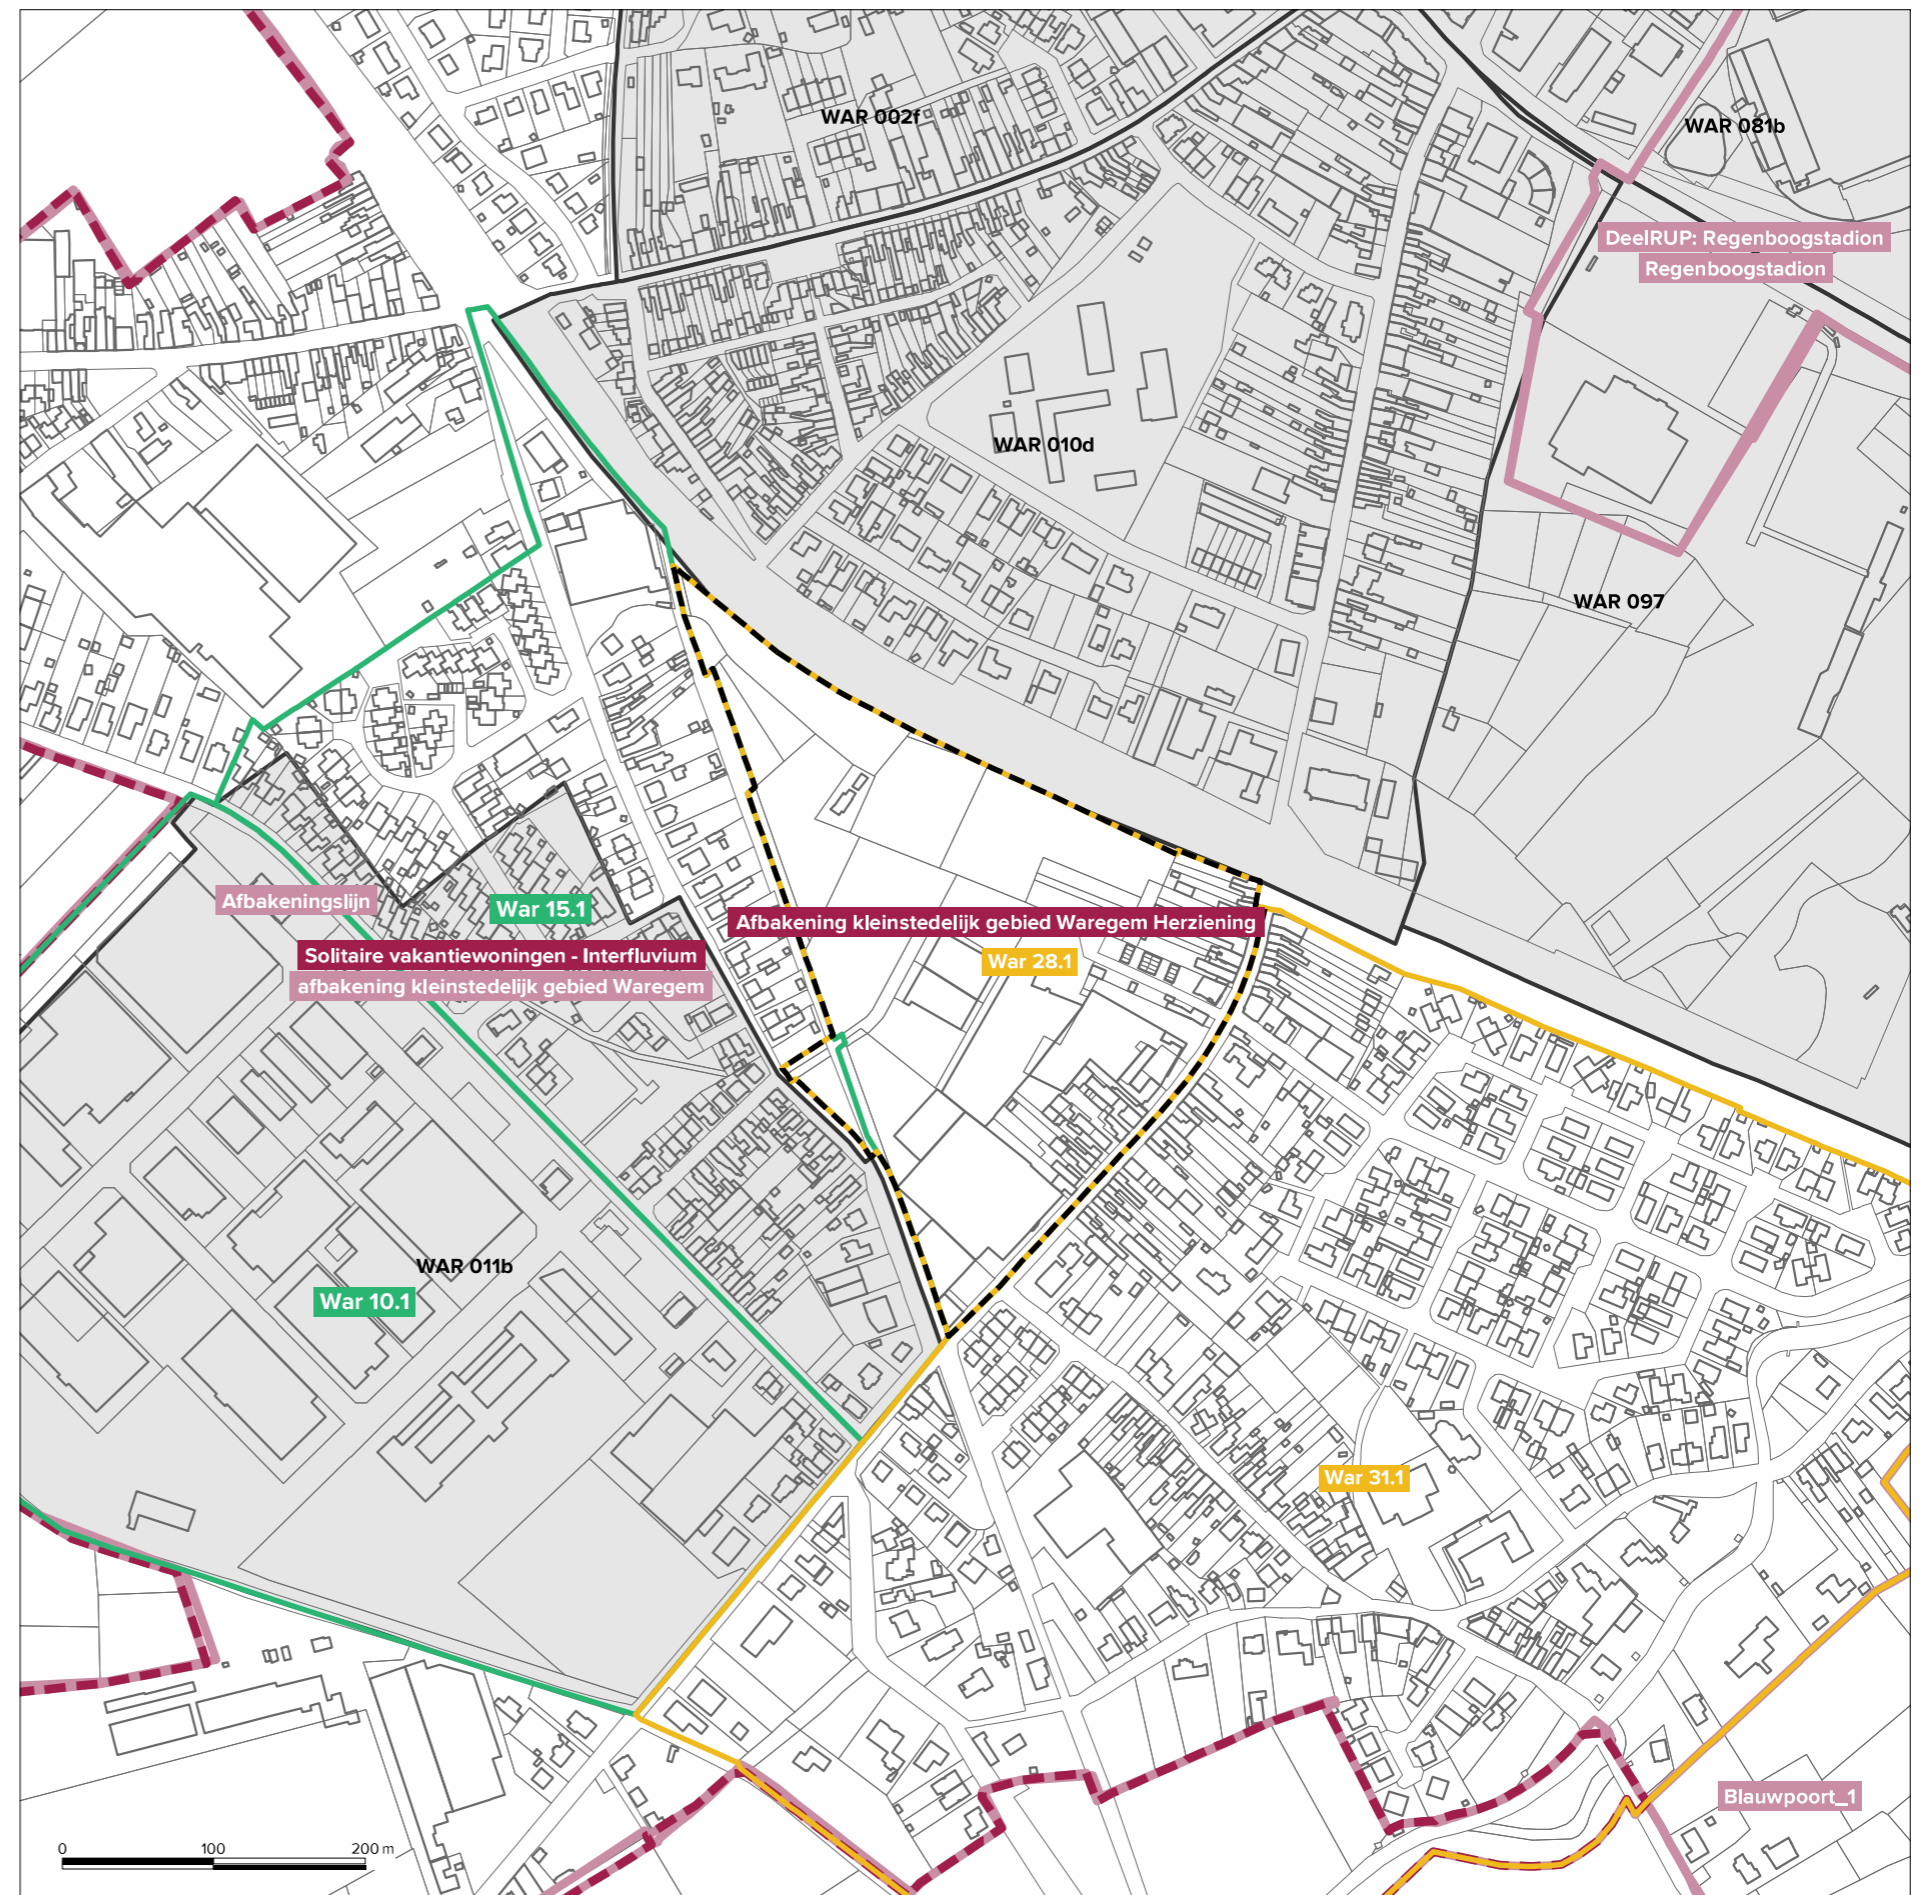 WAR 002f
WAR 081b
DeelRUP: Regenboogstadion
Regenboogstadion
WAR 010d
WAR 097
Afbakeningslijn
War 15.1
Afbakening kleinstedelijk gebied Waregem Herziening
Solitaire vakantiewoningen - Interfluvium
War 28.1
afbakening kleinstedelijk gebied Waregem
WAR 011b
War 10.1
War 31.1
Blauwpoort_1
0 100 200 m